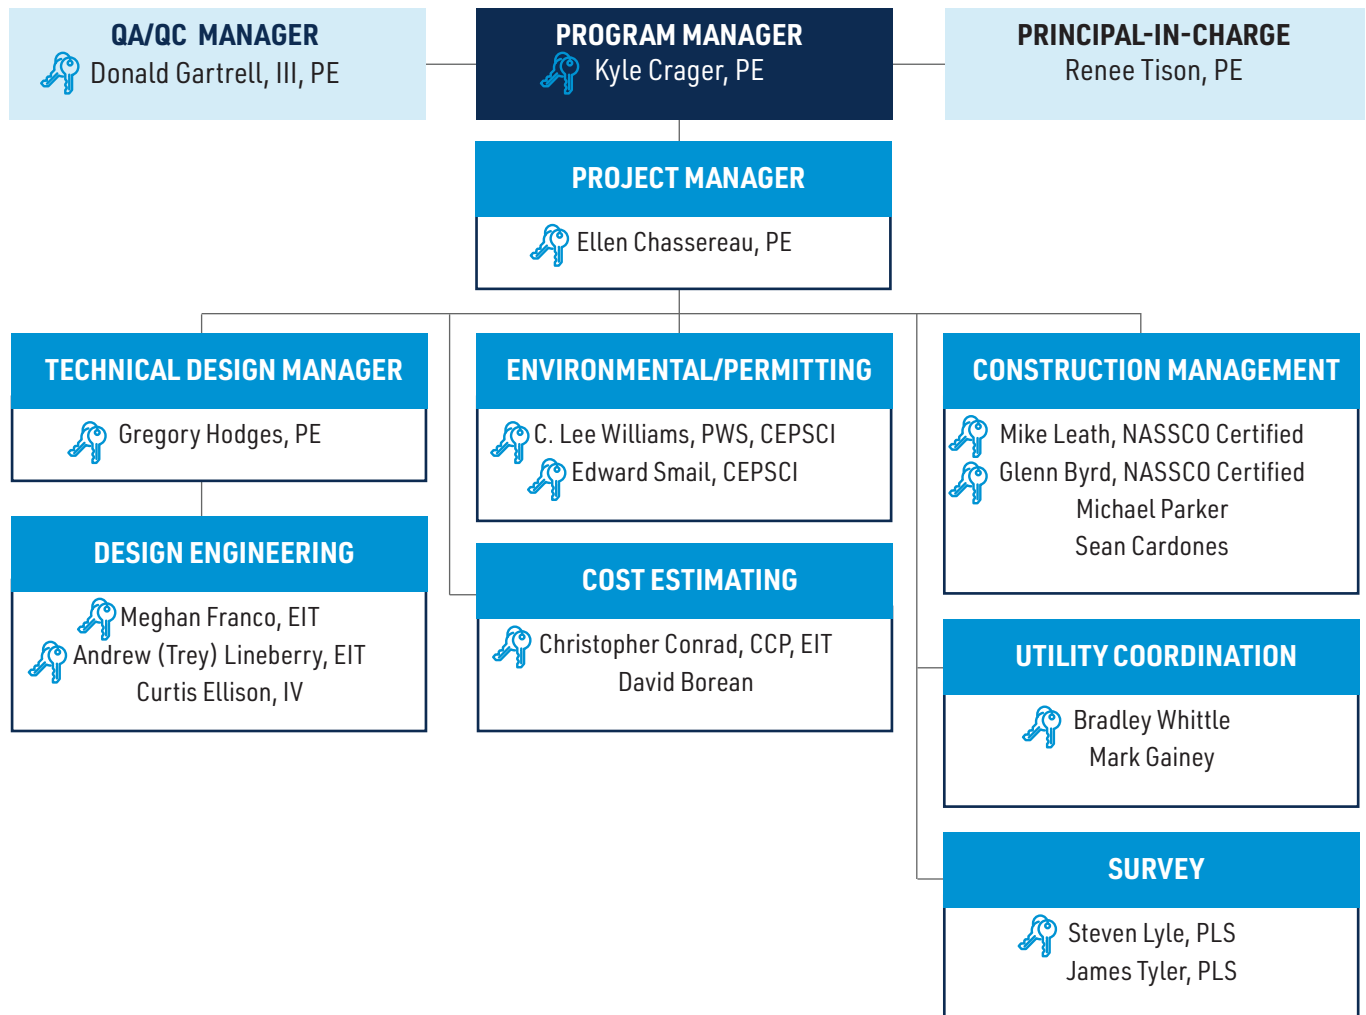 QA/QC MANAGER
Donald Gartrell, III, PE
PROGRAM MANAGER
Kyle Crager, PE
PRINCIPAL-IN-CHARGE
Renee Tison, PE
PROJECT MANAGER
Ellen Chassereau, PE
TECHNICAL DESIGN MANAGER
Gregory Hodges, PE
DESIGN ENGINEERING
Meghan Franco, EIT
Andrew (Trey) Lineberry, EIT
Curtis Ellison, IV
ENVIRONMENTAL/PERMITTING
C. Lee Williams, PWS, CEPSCI
Edward Smail, CEPSCI
COST ESTIMATING
Christopher Conrad, CCP, EIT
David Borean
CONSTRUCTION MANAGEMENT
Mike Leath, NASSCO Certified
Glenn Byrd, NASSCO Certified
Michael Parker
Sean Cardones
UTILITY COORDINATION
Bradley Whittle
Mark Gainey
SURVEY
Steven Lyle, PLS
James Tyler, PLS